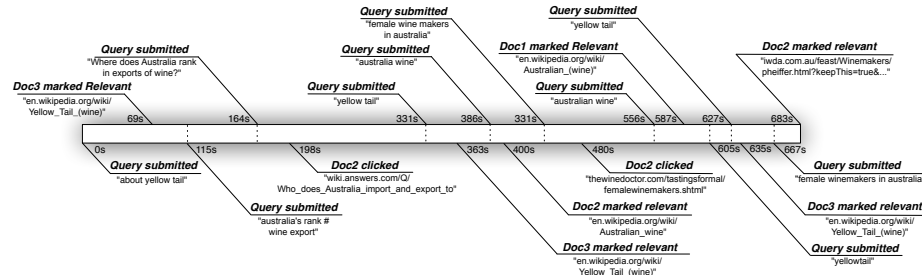 Query submitted
"female wine makers
in australia"
Query submitted
"yellow tail"
Query submitted
"Where does Australia rank
in exports of wine?"
Query submitted
"australia wine"
Doc1 marked Relevant
"en.wikipedia.org/wiki/
Australian_(wine)"
Doc2 marked relevant
"iwda.com.au/feast/Winemakers/
pheiffer.html?keepThis=true&..."
Doc3 marked Relevant
"en.wikipedia.org/wiki/
Yellow_Tail_(wine)"
Query submitted
"yellow tail"
Query submitted
"australian wine"
69s
164s
331s
386s
331s
556s
587s
627s
683s
0s
115s
198s
363s
400s
480s
605s
635s
667s
Query submitted
"about yellow tail"
Doc2 clicked
"wiki.answers.com/Q/
Who_does_Australia_import_and_export_to"
Doc2 clicked
"thewinedoctor.com/tastingsformal/
femalewinemakers.shtml"
Query submitted
"female winemakers in australia
Query submitted
"australia's rank #
wine export"
Doc2 marked relevant
"en.wikipedia.org/wiki/
Australian_wine"
Doc3 marked relevant
"en.wikipedia.org/wiki/
Yellow_Tail_(wine)"
Doc3 marked relevant
"en.wikipedia.org/wiki/
Yellow_Tail_(wine)"
Query submitted
"yellowtail"